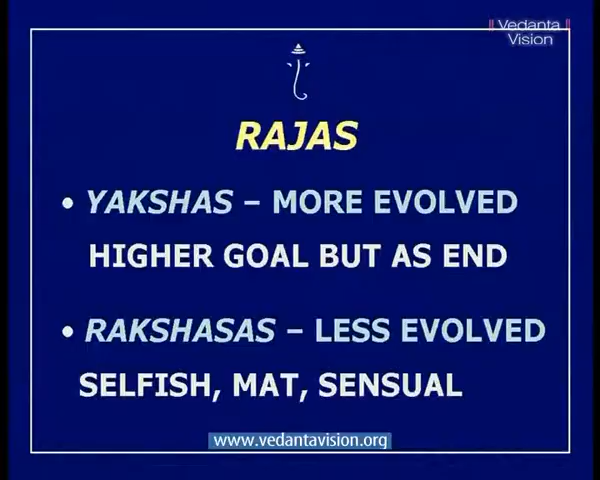 || Vedanta ||
Vision
RAJAS
• YAKSHAS – MORE EVOLVED
HIGHER GOAL BUT AS END
• RAKSHASAS – LESS EVOLVED
SELFISH, MAT, SENSUAL
www.vedantavision.org